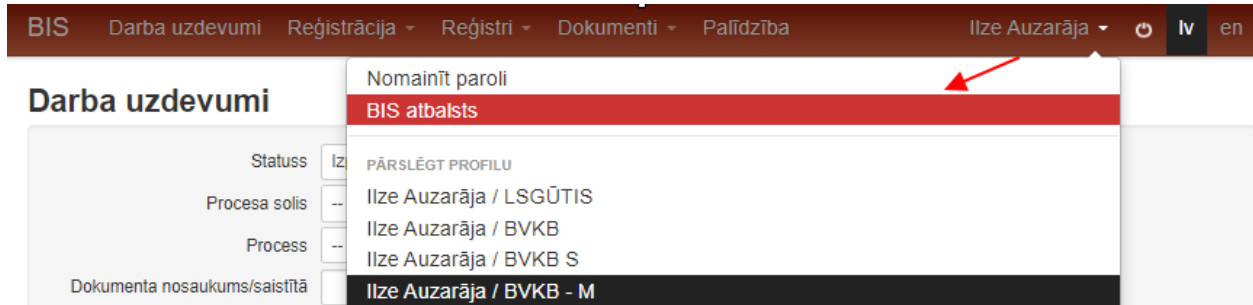 BIS Darba uzdevumi Reģistrācija Reģistri Dokumenti Palīdzība Ilze Auzarāja lv en
Nomainīt paroli
Darba uzdevumi
BIS atbalsts
Statuss
PĀRSLĒGT PROFILU
Procesa solis --
Ilze Auzarāja / LSGŪTIS
Ilze Auzarāja / BVKB
Process --
Ilze Auzarāja / BVKB S
Dokumenta nosaukums/saistītā
Ilze Auzarāja / BVKB - M